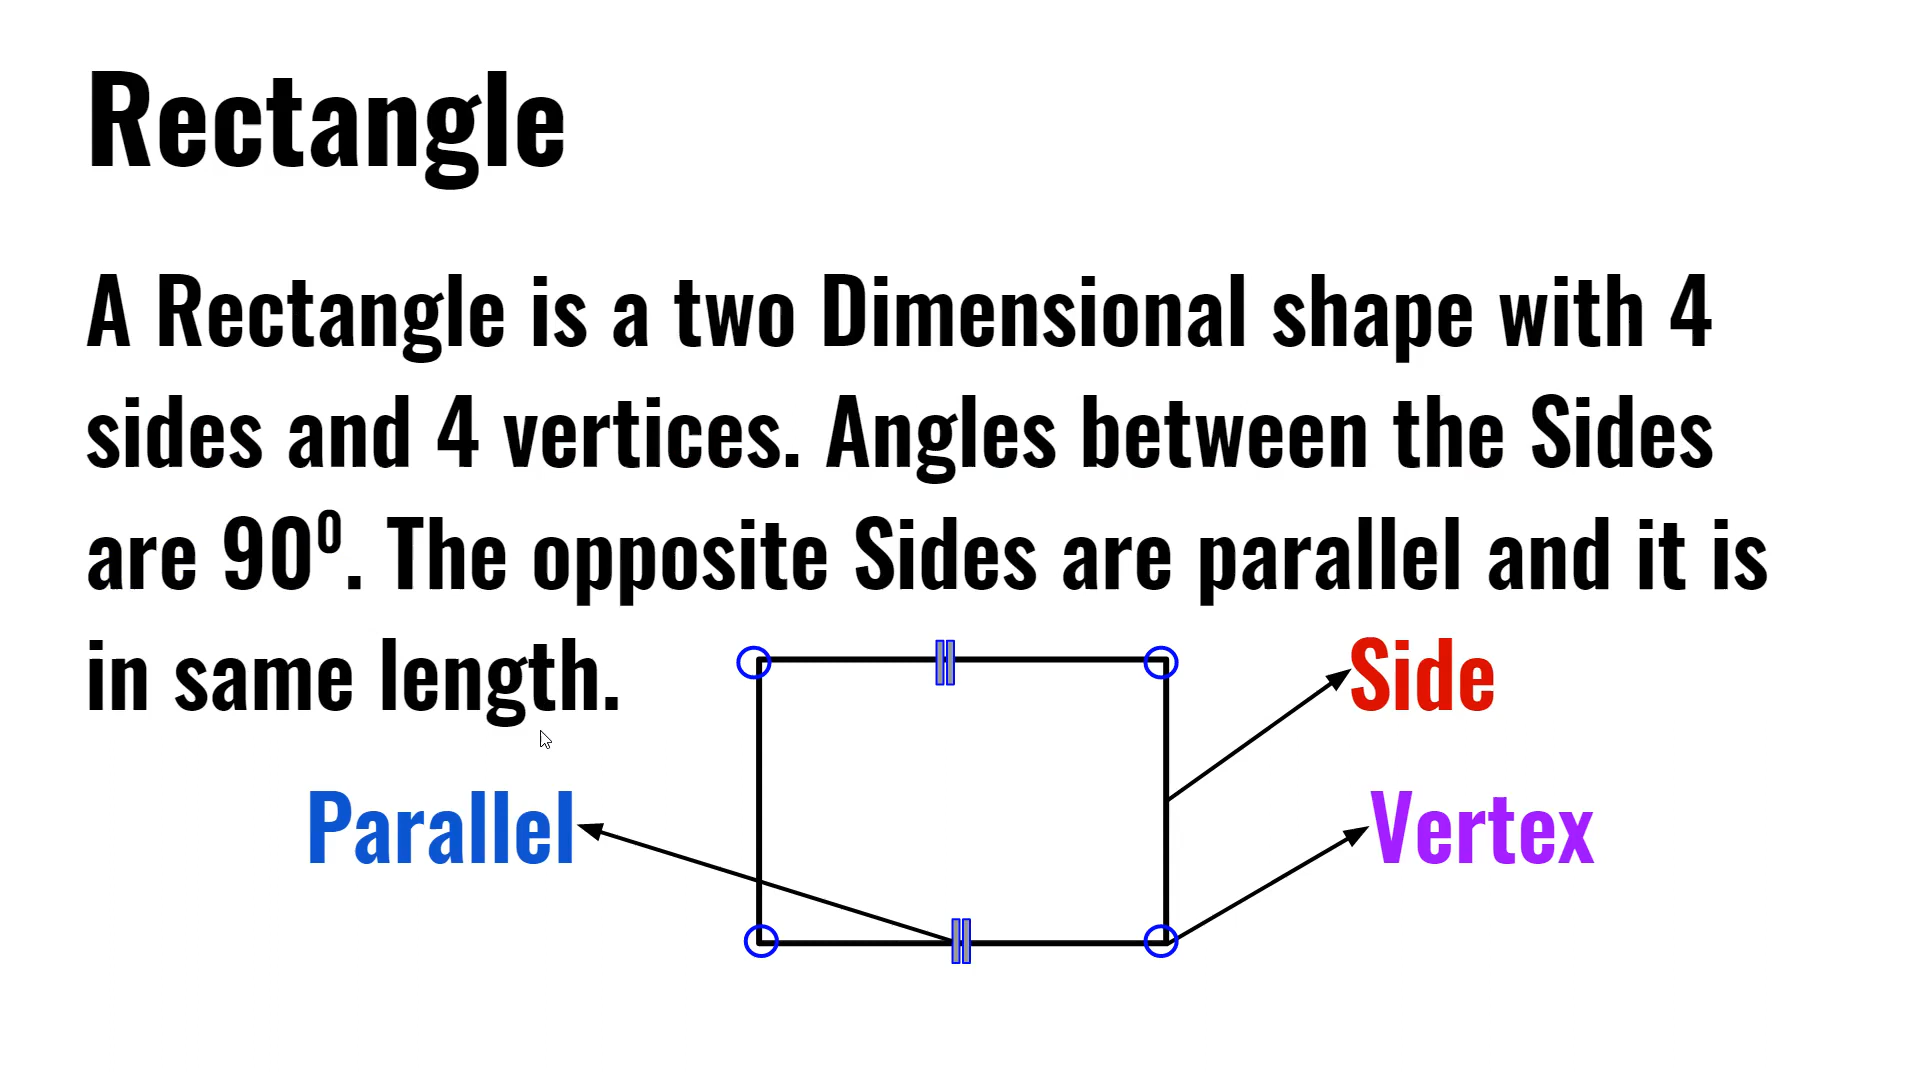 Rectangle
A Rectangle is a two Dimensional shape with 4
sides and 4 vertices. Angles between the Sides
are 90⁰. The opposite Sides are parallel and it is
in same length.
Side
Parallel
Vertex